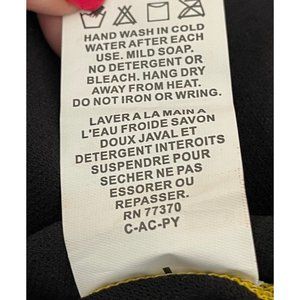 HAND WASH IN COLD
WATER AFTER EACH
USE. MILD SOAP.
NO DETERGENT OR
BLEACH. HANG DRY
AWAY FROM HEAT.
DO NOT IRON OR WRING.
LAVER A LA MAIN A
L'EAU FROIDE SAVON
DOUX JAVAL ET
DETERGENT INTEROITS
SUSPENDRE POUR
SECHER NE PAS
ESSORER OU
REPASSER.
RN 77370
C-AC-PY